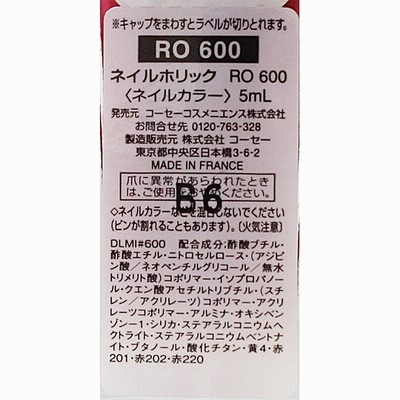 ※キャップをまわすとラベルが切りとれます。
RO 600
ネイルホリック RO 600
〈ネイルカラー〉5mL
発売元 コーセーコスメニエンス株式会社
お問合せ先 0120-763-328
製造販売元 株式会社 コーセー
東京都中央区日本橋3-6-2
MADE IN FRANCE
爪に異常があらわれたとき
は、ご使用をおやめください。
B6
◇ネイルカラーなどを混合しないでください
(ビンが割れることもあります)。〔火気注意〕
DLMI#600 配合成分;酢酸ブチル・
酢酸エチル・ニトロセルロース・(アジピ
ン酸/ネオペンチルグリコール/無水
トリメリト酸)コポリマー・イソプロパノー
ル・クエン酸アセチルトリブチル・(スチ
レン/アクリレーツ)コポリマー・アクリ
レーツコポリマー・アルミナ・オキシベン
ゾン-1・シリカ・ステアラルコニウムヘク
トライト・ステアラルコニウムベントナ
イト・ブタノール・酸化チタン・黄4・赤
201・赤202・赤220